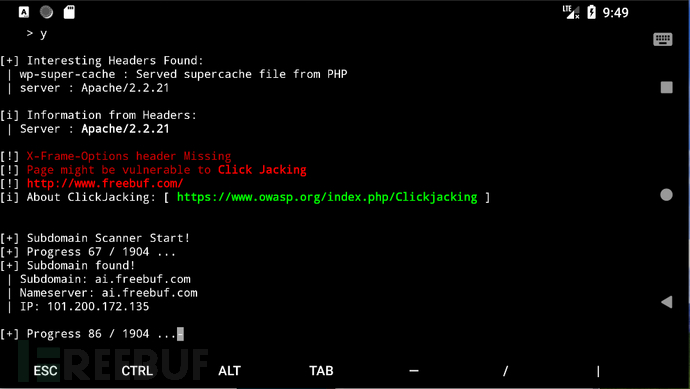 A
LTE
9:49
> y
[+] Interesting Headers Found:
| wp-super-cache : Served supercache file from PHP
| server : Apache/2.2.21
[i] Information from Headers:
| Server : Apache/2.2.21
[!] X-Frame-Options header Missing
[!] Page might be vulnerable to Click Jacking
[!] http://www.freebuf.com/
[i] About ClickJacking: [ https://www.owasp.org/index.php/Clickjacking ]
[+] Subdomain Scanner Start!
[+] Progress 67 / 1904 ...
[+] Subdomain found!
| Subdomain: ai.freebuf.com
| Nameserver: ai.freebuf.com
| IP: 101.200.172.135
[+] Progress 86 / 1904 ...
FREEBUF
ESC CTRL ALT TAB — / |